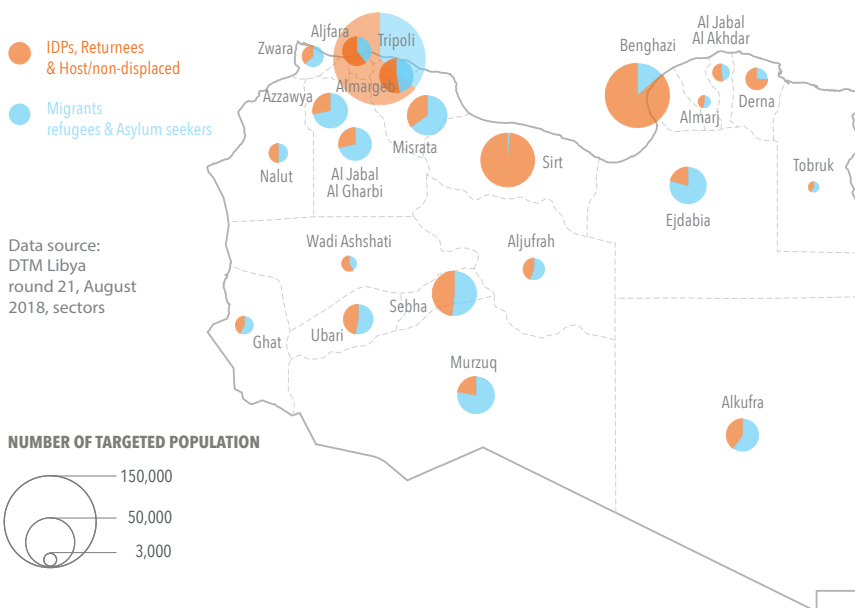 IDPs, Returnees
& Host/non-displaced
Migrants
refugees & Asylum seekers
Zwara
Aljfara
Tripoli
Almargeb
Azzawya
Misrata
Nalut
Al Jabal
Al Gharbi
Sirt
Benghazi
Al Jabal
Al Akhdar
Almarj
Derna
Tobruk
Ejdabia
Data source:
DTM Libya
round 21, August
2018, sectors
Wadi Ashshati
Aljufrah
Sebha
Ubari
Ghat
Murzuq
Alkufra
NUMBER OF TARGETED POPULATION
150,000
50,000
3,000